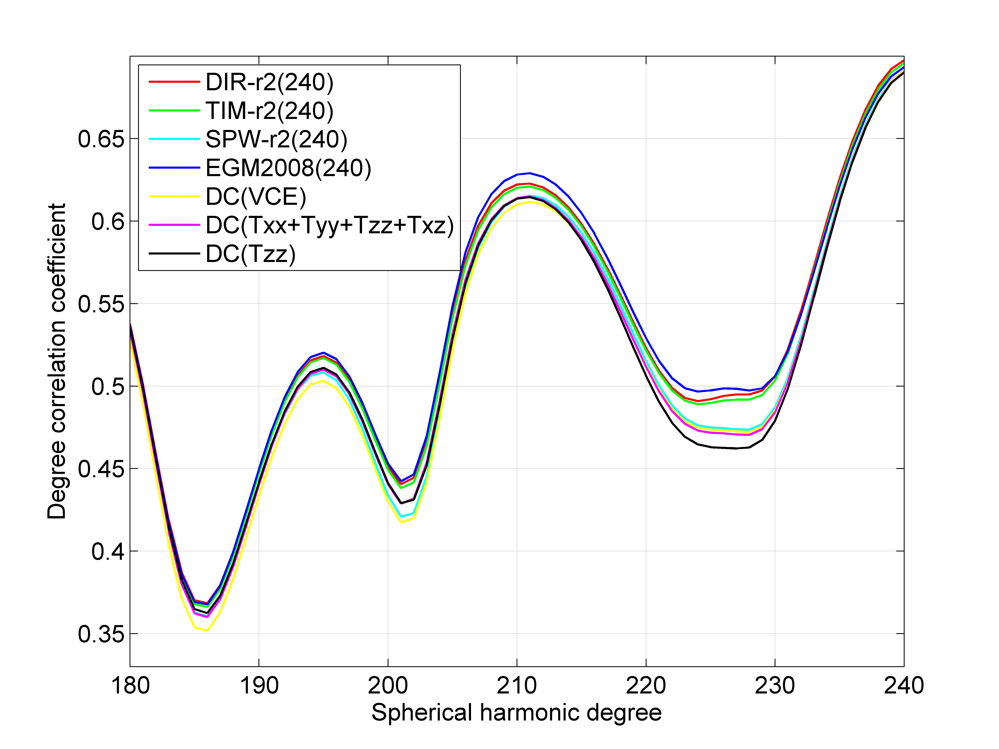 DIR-r2(240)
TIM-r2(240)
SPW-r2(240)
EGM2008(240)
DC(VCE)
DC(Txx+Tyy+Tzz+Txz)
DC(Tzz)
Degree correlation coefficient
0.65
0.6
0.55
0.5
0.45
0.4
0.35
180 190 200 210 220 230 240
Spherical harmonic degree